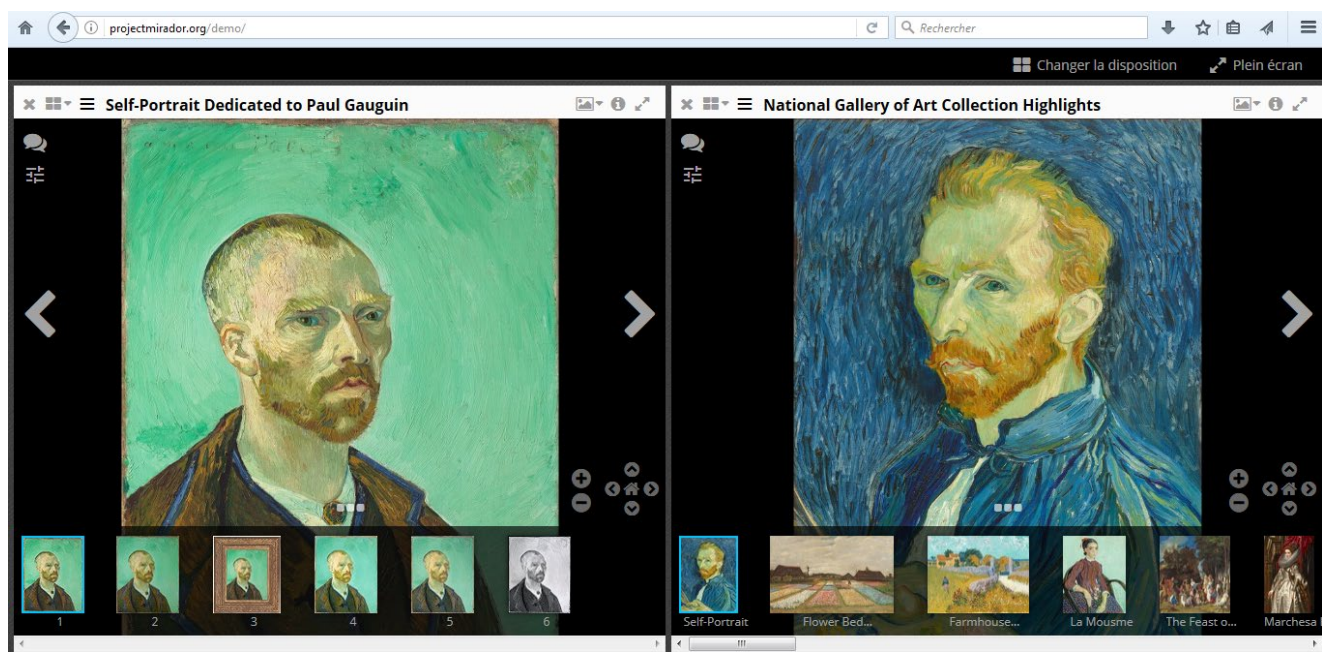 projectmirador.org/demo/
Rechercher
Changer la disposition
Plein écran
Self-Portrait Dedicated to Paul Gauguin
1
2
3
4
5
6
National Gallery of Art Collection Highlights
Self-Portrait
Flower Bed...
Farmhouse...
La Mousme
The Feast o...
Marchesa